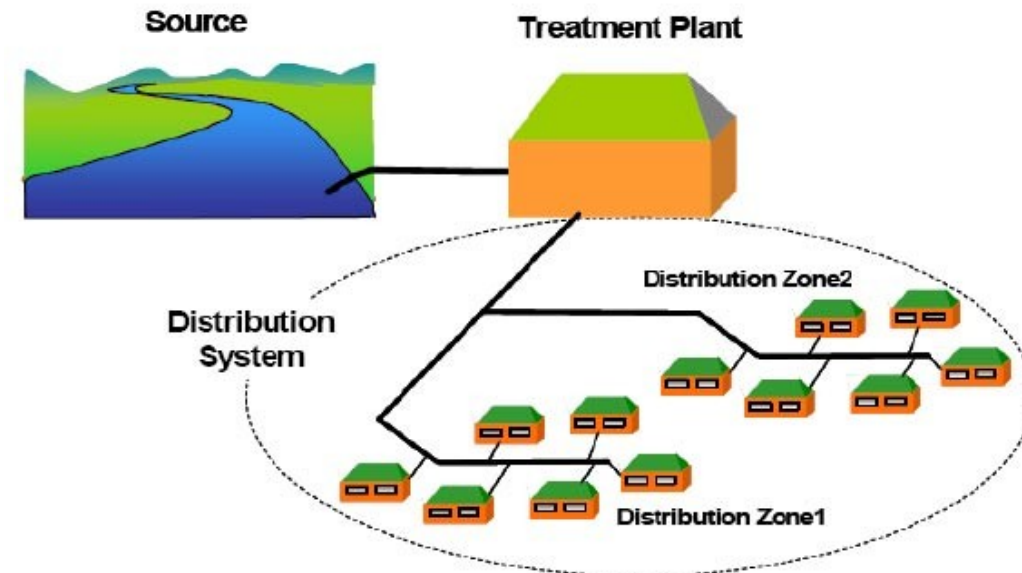 Source
Treatment Plant
Distribution Zone2
Distribution
System
Distribution Zone1